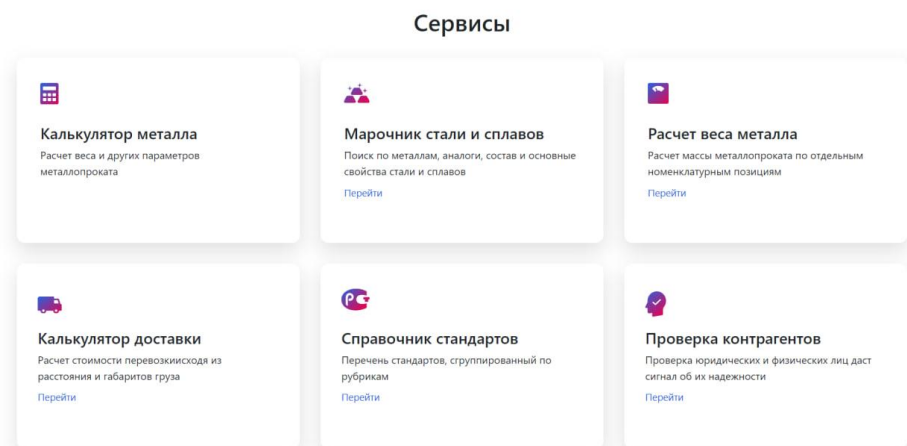 Сервисы
Калькулятор металла
Расчет веса и других параметров
металлопроката
Марочник стали и сплавов
Поиск по металлам, аналоги, состав и основные
свойства стали и сплавов
Перейти
Расчет веса металла
Расчет массы металлопроката по отдельным
номенклатурным позициям
Перейти
Калькулятор доставки
Расчет стоимости перевозкиисходя из
расстояния и габаритов груза
Перейти
Справочник стандартов
Перечень стандартов, сгруппированный по
рубрикам
Перейти
Проверка контрагентов
Проверка юридических и физических лиц даст
сигнал об их надежности
Перейти